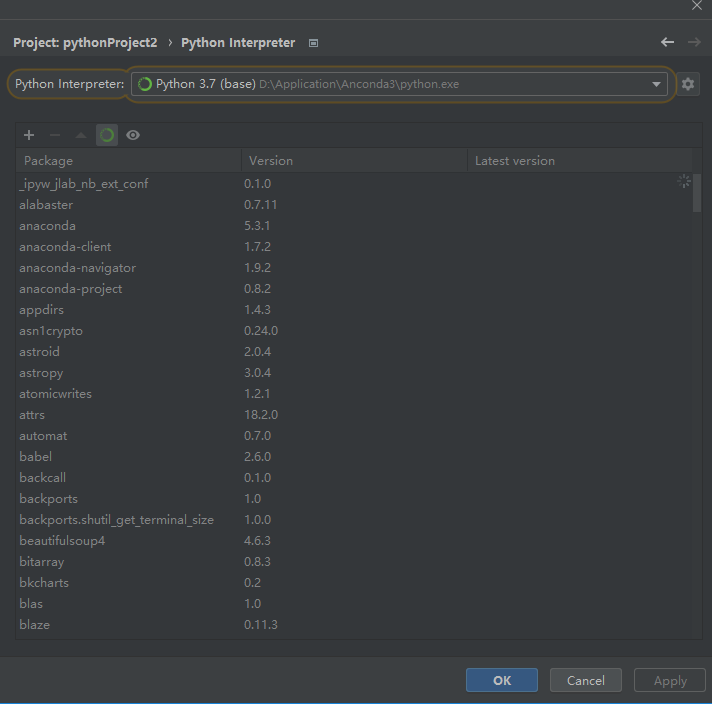 Project: pythonProject2 › Python Interpreter
Python Interpreter: Python 3.7 (base) D:\Application\Anconda3\python.exe
Package Version Latest version
_ipyw_jlab_nb_ext_conf 0.1.0
alabaster 0.7.11
anaconda 5.3.1
anaconda-client 1.7.2
anaconda-navigator 1.9.2
anaconda-project 0.8.2
appdirs 1.4.3
asn1crypto 0.24.0
astroid 2.0.4
astropy 3.0.4
atomicwrites 1.2.1
attrs 18.2.0
automat 0.7.0
babel 2.6.0
backcall 0.1.0
backports 1.0
backports.shutil_get_terminal_size 1.0.0
beautifulsoup4 4.6.3
bitarray 0.8.3
bkcharts 0.2
blas 1.0
blaze 0.11.3
OK Cancel Apply